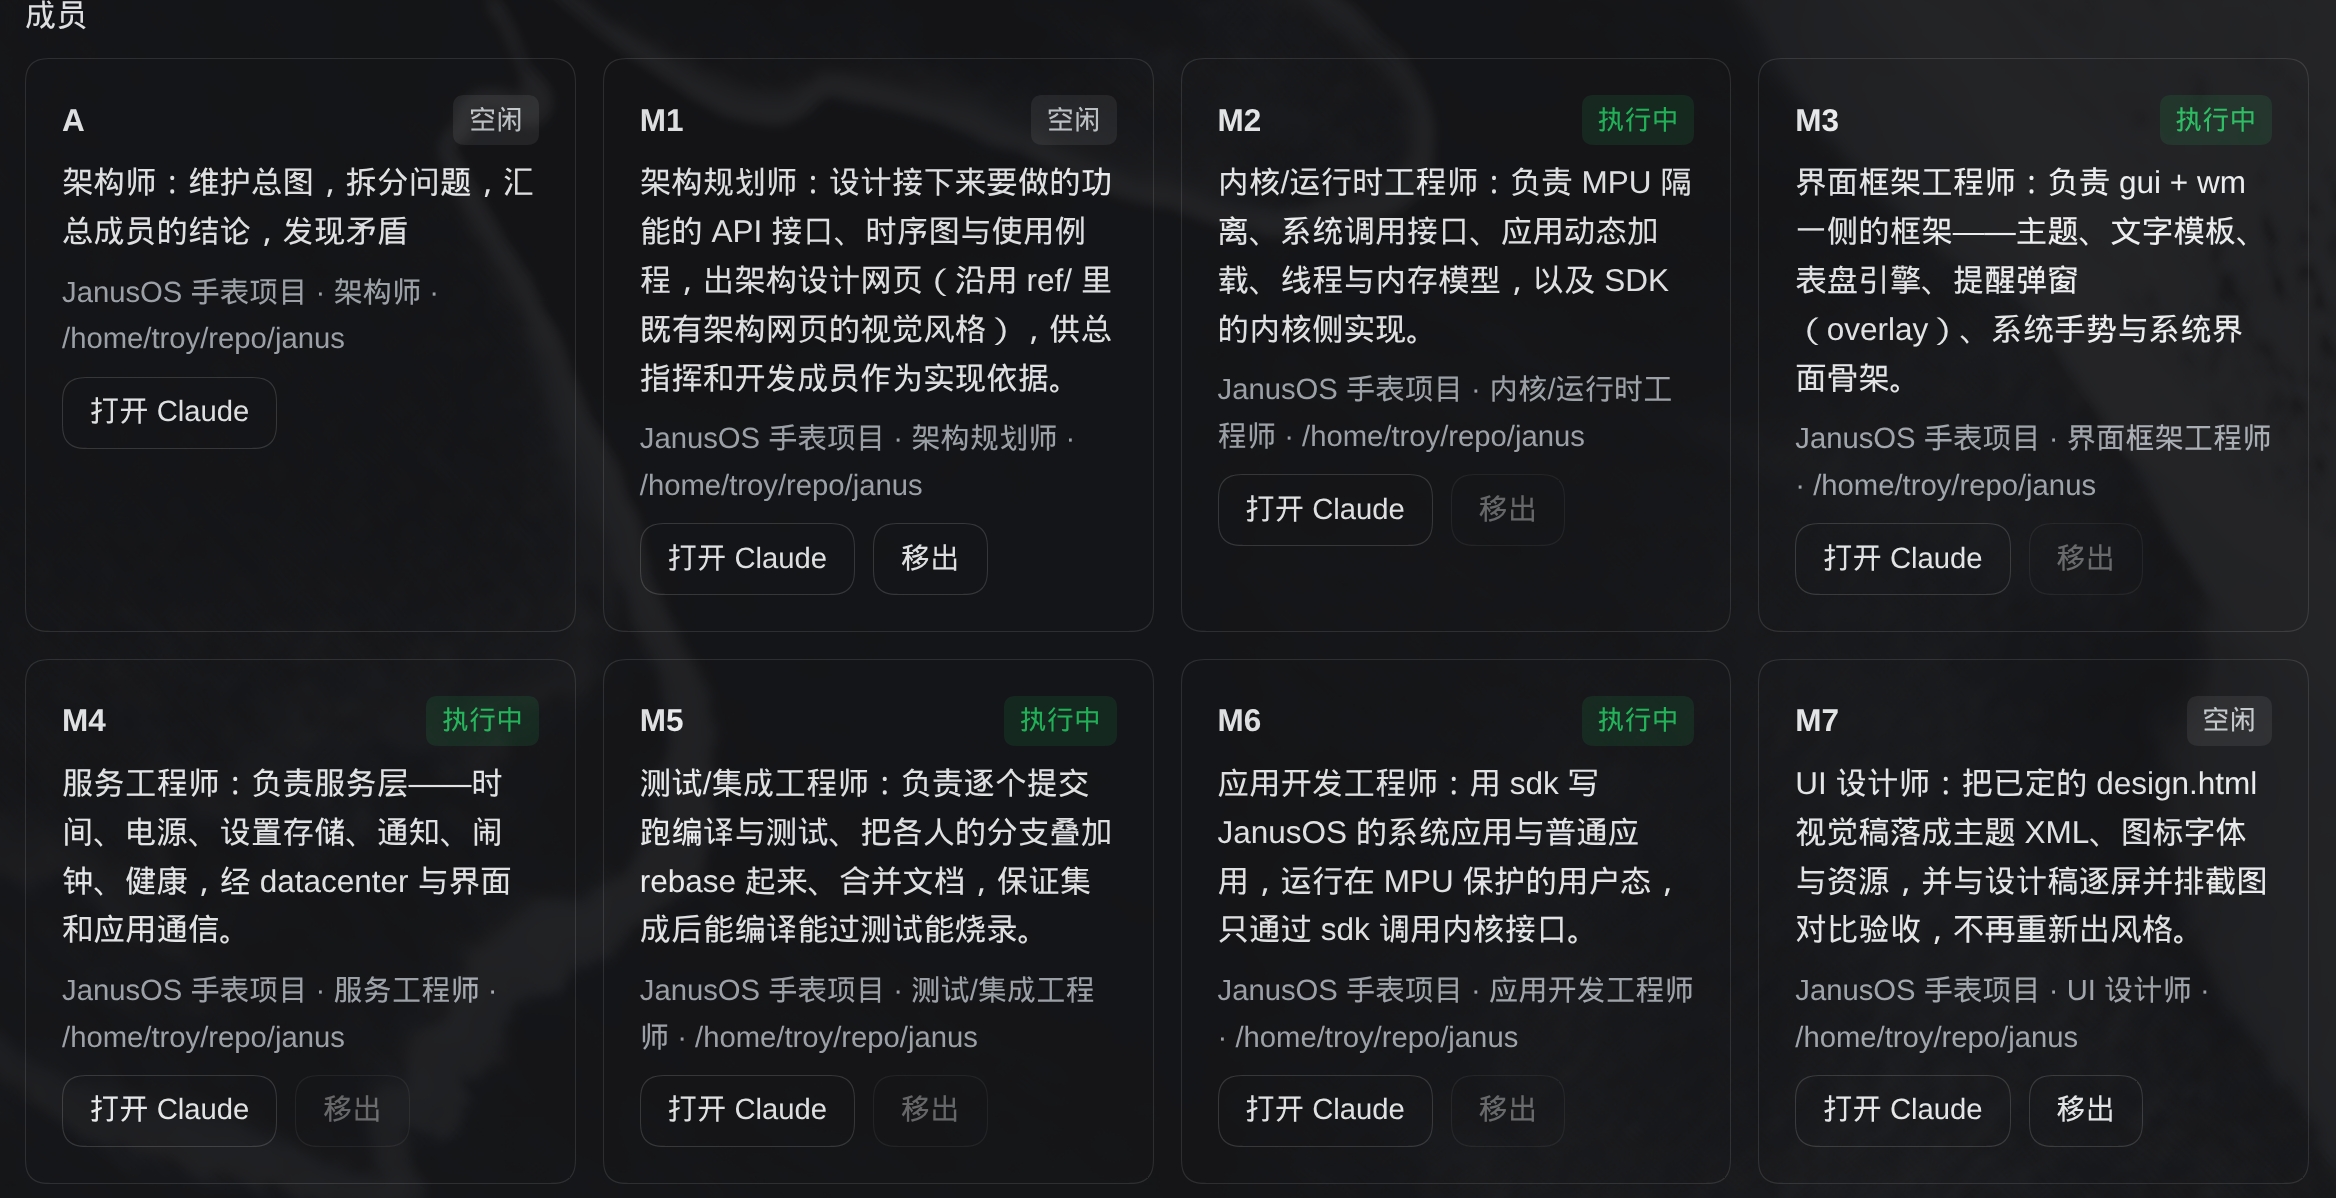 成员
A
空闲
架构师：维护总图，拆分问题，汇
总成员的结论，发现矛盾
JanusOS 手表项目 · 架构师 ·
/home/troy/repo/janus
打开 Claude
M1
空闲
架构规划师：设计接下来要做的功
能的 API 接口、时序图与使用例
程，出架构设计网页（沿用 ref/ 里
既有架构网页的视觉风格），供总
指挥和开发成员作为实现依据。
JanusOS 手表项目 · 架构规划师 ·
/home/troy/repo/janus
打开 Claude
移出
M2
执行中
内核/运行时工程师：负责 MPU 隔
离、系统调用接口、应用动态加
载、线程与内存模型，以及 SDK
的内核侧实现。
JanusOS 手表项目 · 内核/运行时工
程师 · /home/troy/repo/janus
打开 Claude
移出
M3
执行中
界面框架工程师：负责 gui + wm
一侧的框架——主题、文字模板、
表盘引擎、提醒弹窗
（overlay）、系统手势与系统界
面骨架。
JanusOS 手表项目 · 界面框架工程师
· /home/troy/repo/janus
打开 Claude
移出
M4
执行中
服务工程师：负责服务层——时
间、电源、设置存储、通知、闹
钟、健康，经 datacenter 与界面
和应用通信。
JanusOS 手表项目 · 服务工程师 ·
/home/troy/repo/janus
打开 Claude
移出
M5
执行中
测试/集成工程师：负责逐个提交
跑编译与测试、把各人的分支叠加
rebase 起来、合并文档，保证集
成后能编译能过测试能烧录。
JanusOS 手表项目 · 测试/集成工程
师 · /home/troy/repo/janus
打开 Claude
移出
M6
执行中
应用开发工程师：用 sdk 写
JanusOS 的系统应用与普通应
用，运行在 MPU 保护的用户态，
只通过 sdk 调用内核接口。
JanusOS 手表项目 · 应用开发工程师
· /home/troy/repo/janus
打开 Claude
移出
M7
空闲
UI 设计师：把已定的 design.html
视觉稿落成主题 XML、图标字体
与资源，并与设计稿逐屏并排截图
对比验收，不再重新出风格。
JanusOS 手表项目 · UI 设计师 ·
/home/troy/repo/janus
打开 Claude
移出